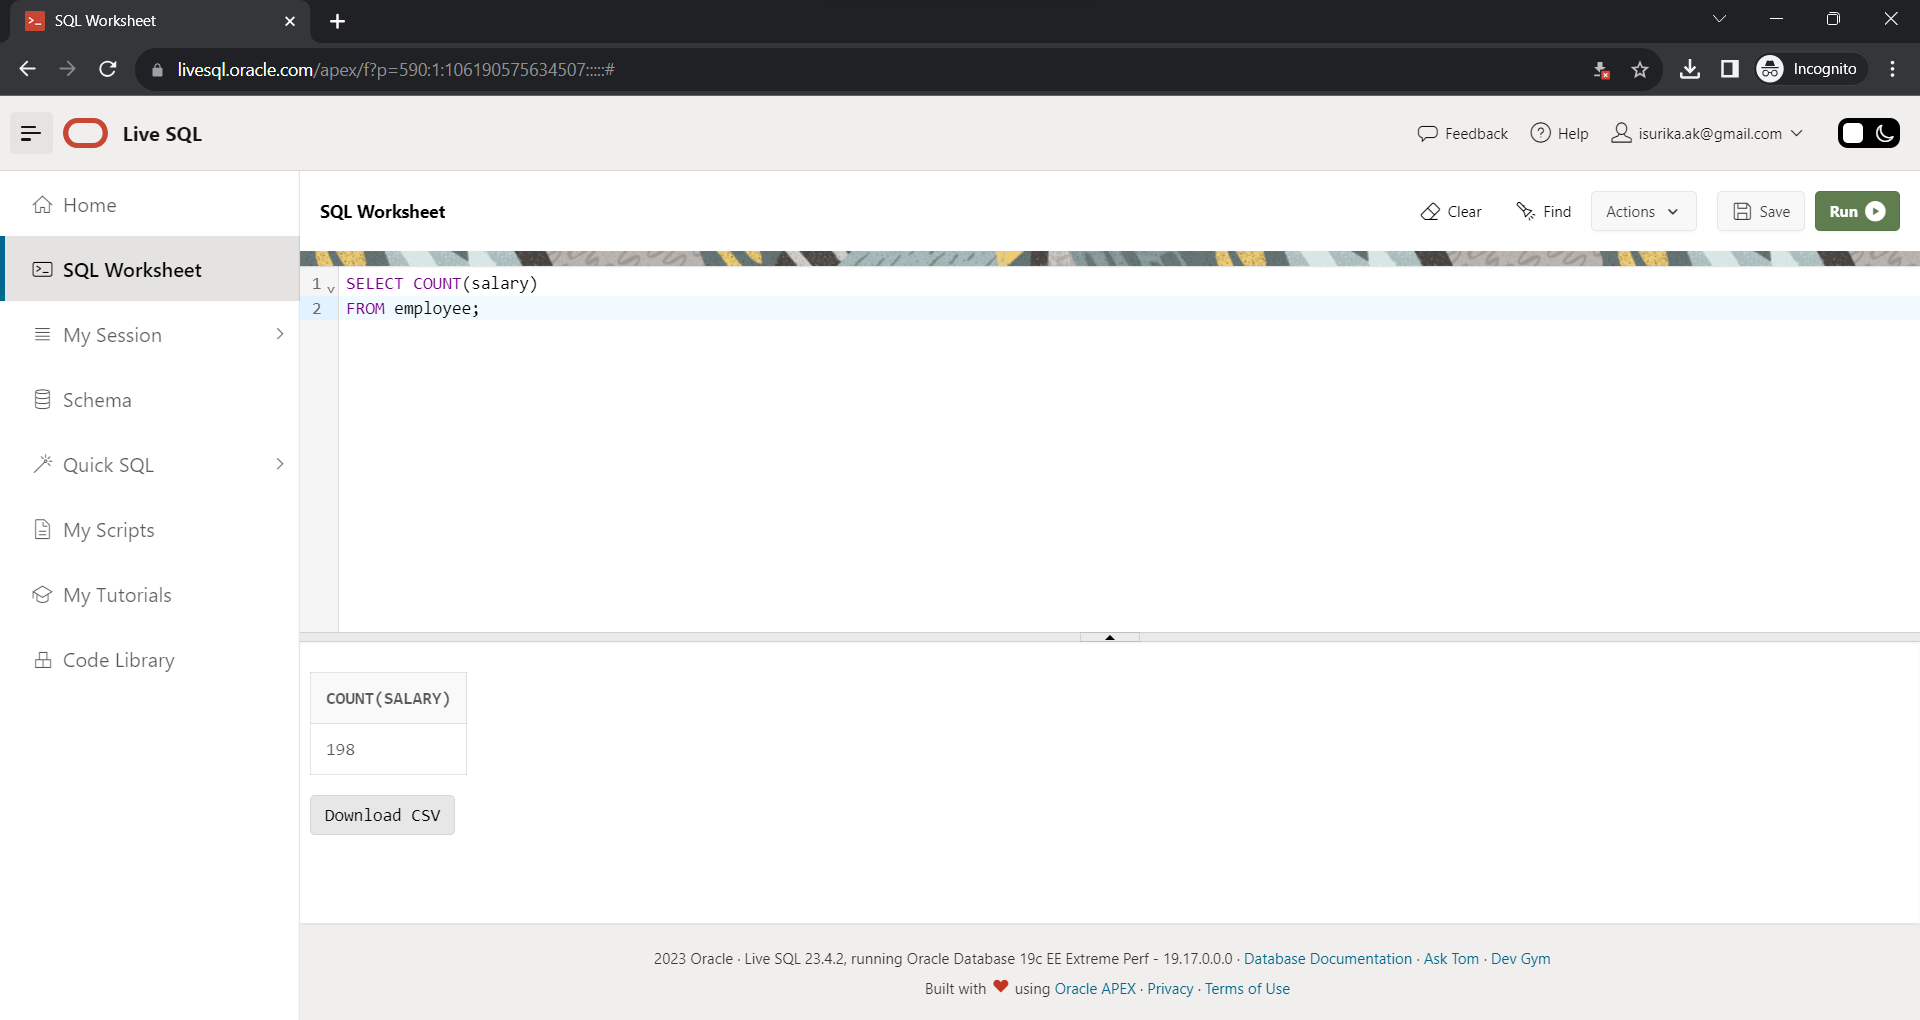 SQL Worksheet
livesql.oracle.com/apex/f?p=590:1:106190575634507:::::#
Incognito
Live SQL
Feedback
Help
isurika.ak@gmail.com
Home
SQL Worksheet
My Session
Schema
Quick SQL
My Scripts
My Tutorials
Code Library
SQL Worksheet
Clear
Find
Actions
Save
Run
1 SELECT COUNT(salary)
2 FROM employee;
COUNT(SALARY)
198
Download CSV
2023 Oracle · Live SQL 23.4.2, running Oracle Database 19c EE Extreme Perf - 19.17.0.0.0 · Database Documentation · Ask Tom · Dev Gym
Built with ❤ using Oracle APEX · Privacy · Terms of Use